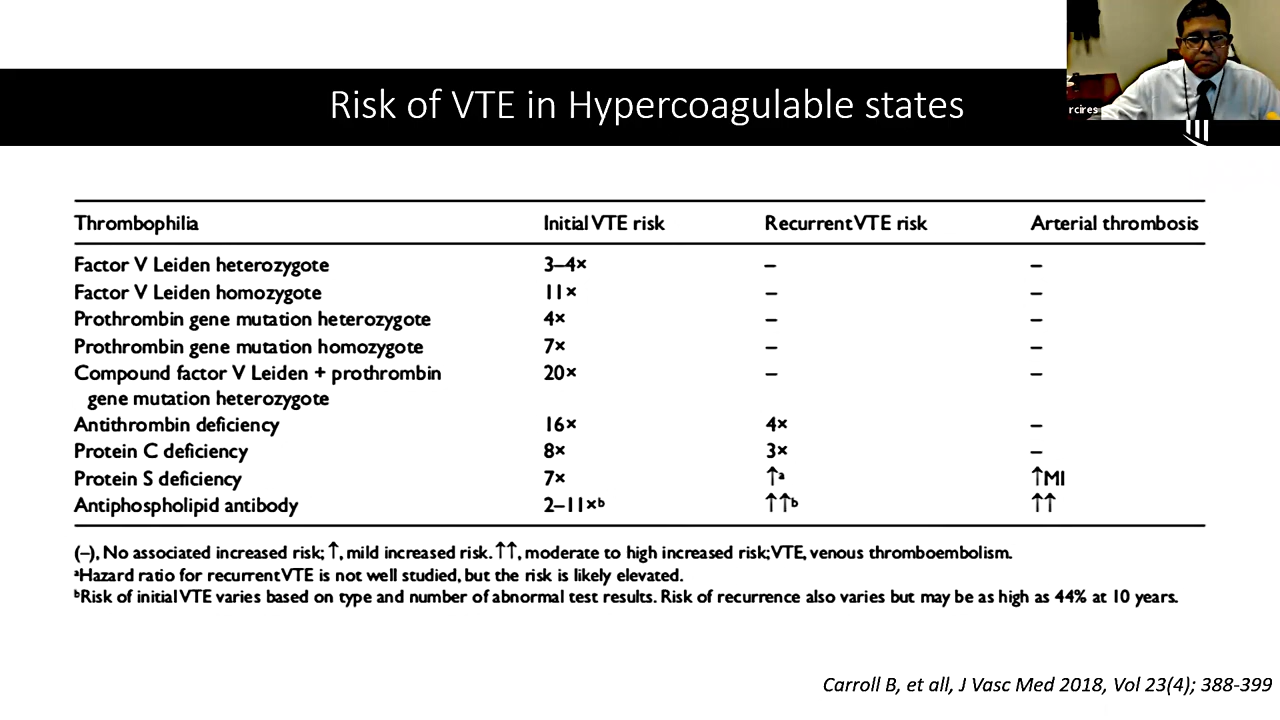 Risk of VTE in Hypercoagulable states
rcires
Thrombophilia Initial VTE risk Recurrent VTE risk Arterial thrombosis
Factor V Leiden heterozygote 3–4× – –
Factor V Leiden homozygote 11× – –
Prothrombin gene mutation heterozygote 4× – –
Prothrombin gene mutation homozygote 7× – –
Compound factor V Leiden + prothrombin 20× – –
gene mutation heterozygote
Antithrombin deficiency 16× 4× –
Protein C deficiency 8× 3× –
Protein S deficiency 7× ↑ᵃ ↑MI
Antiphospholipid antibody 2–11×ᵇ ↑↑ᵇ ↑↑
(–), No associated increased risk; ↑, mild increased risk. ↑↑, moderate to high increased risk; VTE, venous thromboembolism.
ᵃHazard ratio for recurrent VTE is not well studied, but the risk is likely elevated.
ᵇRisk of initial VTE varies based on type and number of abnormal test results. Risk of recurrence also varies but may be as high as 44% at 10 years.
Carroll B, et all, J Vasc Med 2018, Vol 23(4); 388-399